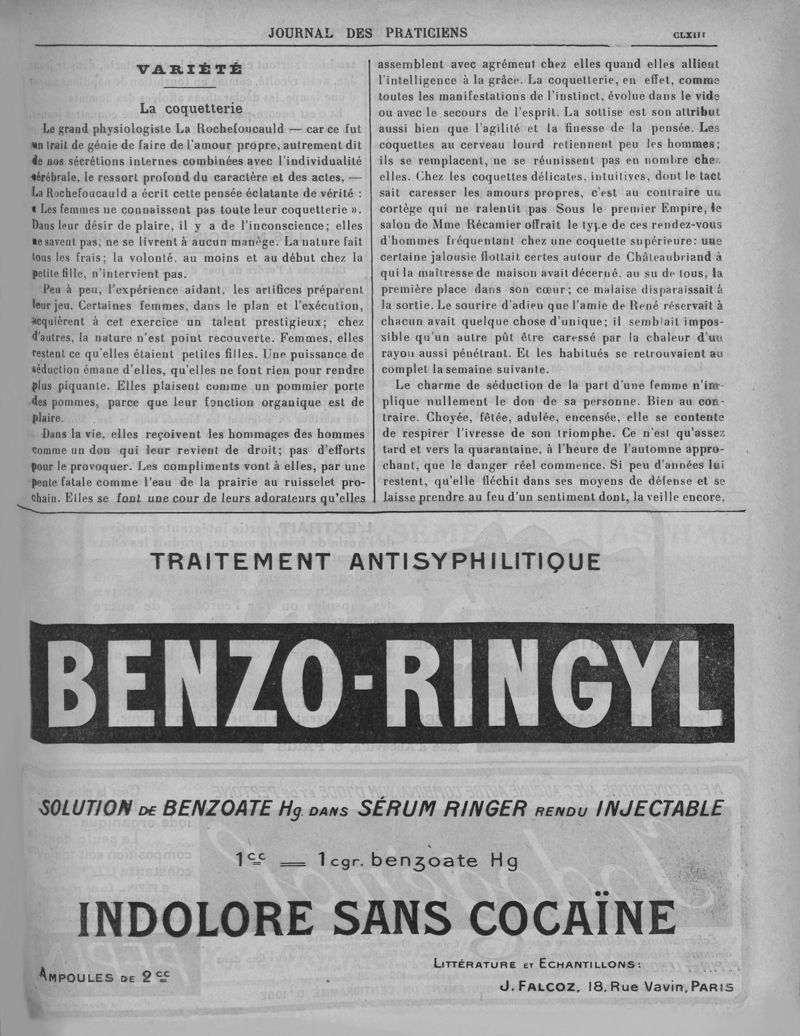 JOURNAL DES PRATICIENS
CLXIII
VARIÉTÉ
La coquetterie
Le grand physiologiste La Rochefoucauld — car ce fut
un trait de génie de faire de l'amour propre, autrement dit
de nos sécrétions internes combinées avec l'individualité
cérébrale, le ressort profond du caractère et des actes, —
La Rochefoucauld a écrit cette pensée éclatante de vérité :
« Les femmes ne connaissent pas toute leur coquetterie ».
Dans leur désir de plaire, il y a de l'inconscience; elles
ne savent pas, ne se livrent à aucun manège. La nature fait
tous les frais; la volonté, au moins et au début chez la
petite fille, n'intervient pas.
Peu à peu, l'expérience aidant, les artifices préparent
leur jeu. Certaines femmes, dans le plan et l'exécution,
acquièrent à cet exercice un talent prestigieux; chez
d'autres, la nature n'est point recouverte. Femmes, elles
restent ce qu'elles étaient petites filles. Une puissance de
séduction émane d'elles, qu'elles ne font rien pour rendre
plus piquante. Elles plaisent comme un pommier porte
des pommes, parce que leur fonction organique est de
plaire.
Dans la vie, elles reçoivent les hommages des hommes
comme un don qui leur revient de droit; pas d'efforts
pour le provoquer. Les compliments vont à elles, par une
pente fatale comme l'eau de la prairie au ruisselet pro-
chain. Elles se font une cour de leurs adorateurs qu'elles
assemblent avec agrément chez elles quand elles allient
l'intelligence à la grâce. La coquetterie, en effet, comme
toutes les manifestations de l'instinct, évolue dans le vide
ou avec le secours de l'esprit. La sottise est son attribut
aussi bien que l'agilité et la finesse de la pensée. Les
coquettes au cerveau lourd retiennent peu les hommes;
ils se remplacent, ne se réunissent pas en nombre chez
elles. Chez les coquettes délicates, intuitives, dont le tact
sait caresser les amours propres, c'est au contraire un
cortège qui ne ralentit pas Sous le premier Empire, le
salon de Mme Récamier offrait le type de ces rendez-vous
d'hommes fréquentant chez une coquette supérieure: une
certaine jalousie flottait certes autour de Châteaubriand à
qui la maîtresse de maison avait décerné, au su de tous, la
première place dans son cœur; ce malaise disparaissait à
la sortie. Le sourire d'adieu que l'amie de René réservait à
chacun avait quelque chose d'unique; il semblait impos-
sible qu'un autre pût être caressé par la chaleur d'un
rayon aussi pénétrant. Et les habitués se retrouvaient au
complet la semaine suivante.
Le charme de séduction de la part d'une femme n'im-
plique nullement le don de sa personne. Bien au con-
traire. Choyée, fêtée, adulée, encensée, elle se contente
de respirer l'ivresse de son triomphe. Ce n'est qu'assez
tard et vers la quarantaine, à l'heure de l'automne appro-
chant, que le danger réel commence. Si peu d'années lui
restent, qu'elle fléchit dans ses moyens de défense et se
laisse prendre au feu d'un sentiment dont, la veille encore,
TRAITEMENT ANTISYPHILITIQUE
BENZO-RINGYL
SOLUTION DE BENZOATE Hg DANS SÉRUM RINGER RENDU INJECTABLE
1cc = 1cgr. benzoate Hg
INDOLORE SANS COCAÏNE
AMPOULES DE 2cc
LITTÉRATURE ET ECHANTILLONS:
J. FALCOZ, 18, Rue Vavin, PARIS